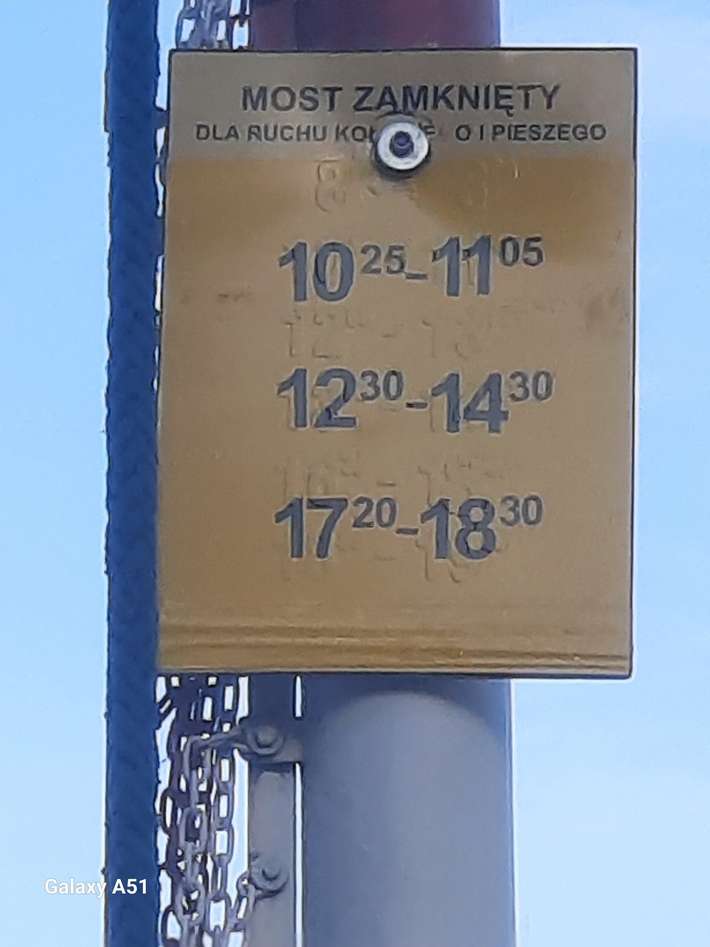 MOST ZAMKNIĘTY
DLA RUCHU O I PIESZEGO
10²⁵-11⁰⁵
12³⁰-14³⁰
17²⁰-18³⁰
Galaxy A51